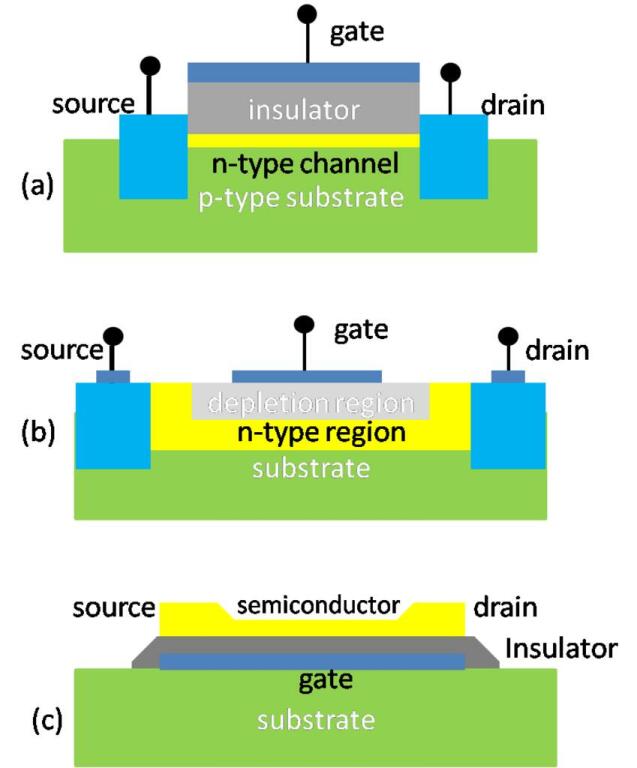 gate
source
insulator
drain
n-type channel
(a)
p-type substrate
gate
source
drain
depletion region
(b)
n-type region
substrate
source
semiconductor
drain
Insulator
gate
(c)
substrate